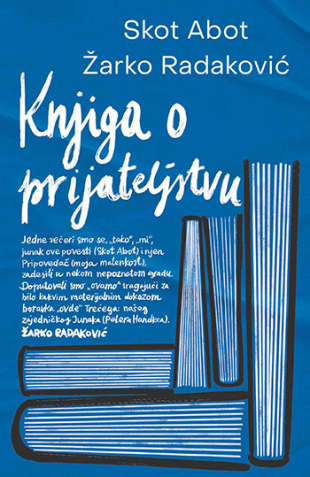 Skot Abot
Žarko Radaković
Knjiga o
prijateljstvu
Jedne večeri smo se, „tako“, „mi“,
junak ove povesti (Skot Abot) i njen
Pripovedač (moja malenkost),
zadesili u nekom nepoznatom gradu.
Doputovali smo „ovamo“ tragajući za
bilo kakvim materijalnim dokazom
boravka „ovde“ Trećega: našeg
zajedničkog Junaka (Petera Handkea).
ŽARKO RADAKOVIĆ